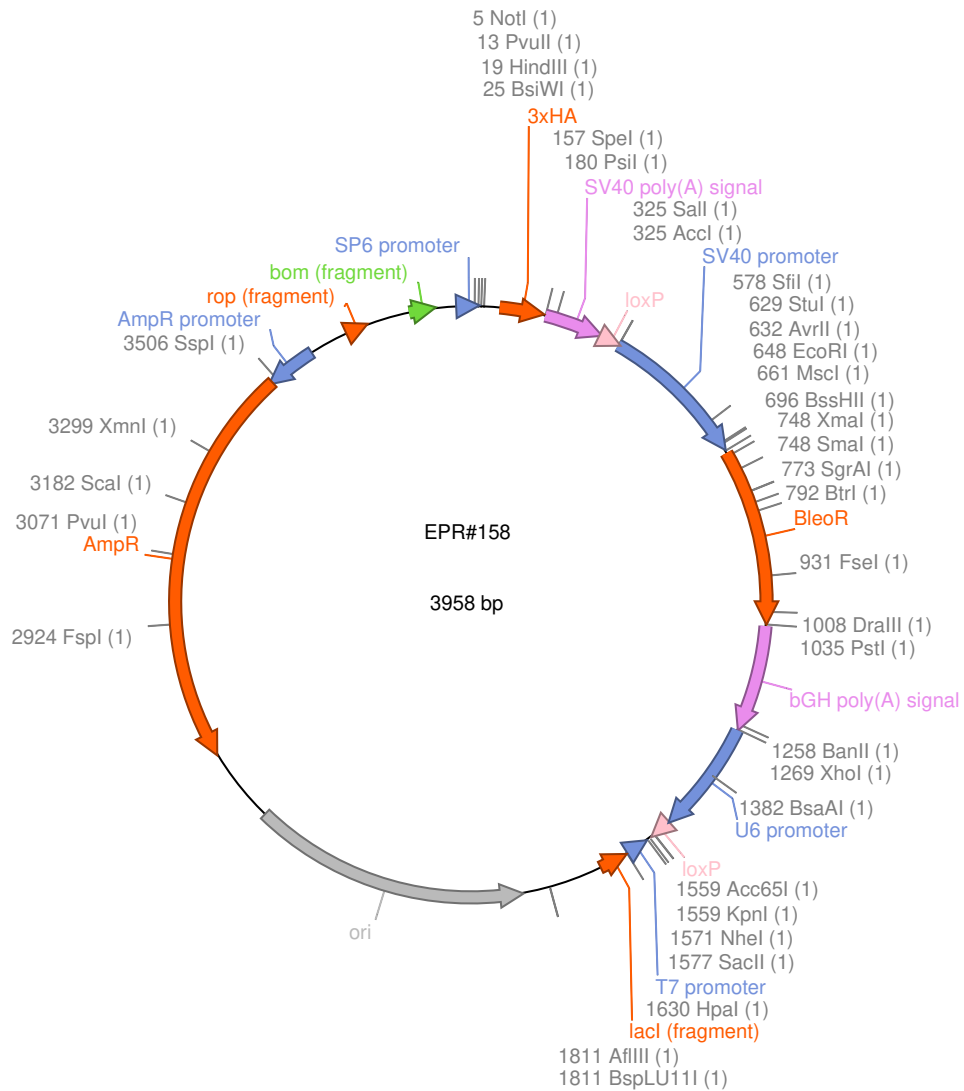 5 NotI (1)
13 PvuII (1)
19 HindIII (1)
25 BsiWI (1)
3xHA
157 SpeI (1)
180 PsiI (1)
SV40 poly(A) signal
325 SalI (1)
325 AccI (1)
SV40 promoter
578 SfiI (1)
629 StuI (1)
632 AvrII (1)
648 EcoRI (1)
661 MscI (1)
696 BssHII (1)
748 XmaI (1)
748 SmaI (1)
773 SgrAI (1)
792 BtrI (1)
BleoR
931 FseI (1)
1008 DraIII (1)
1035 PstI (1)
bGH poly(A) signal
1258 BanII (1)
1269 XhoI (1)
1382 BsaAI (1)
U6 promoter
loxP
loxP
1559 Acc65I (1)
1559 KpnI (1)
1571 NheI (1)
1577 SacII (1)
T7 promoter
1630 HpaI (1)
lacI (fragment)
1811 AflIII (1)
1811 BspLU11I (1)
ori
2924 FspI (1)
AmpR
3071 PvuI (1)
3182 ScaI (1)
3299 XmnI (1)
3506 SspI (1)
AmpR promoter
rop (fragment)
bom (fragment)
SP6 promoter
EPR#158
3958 bp